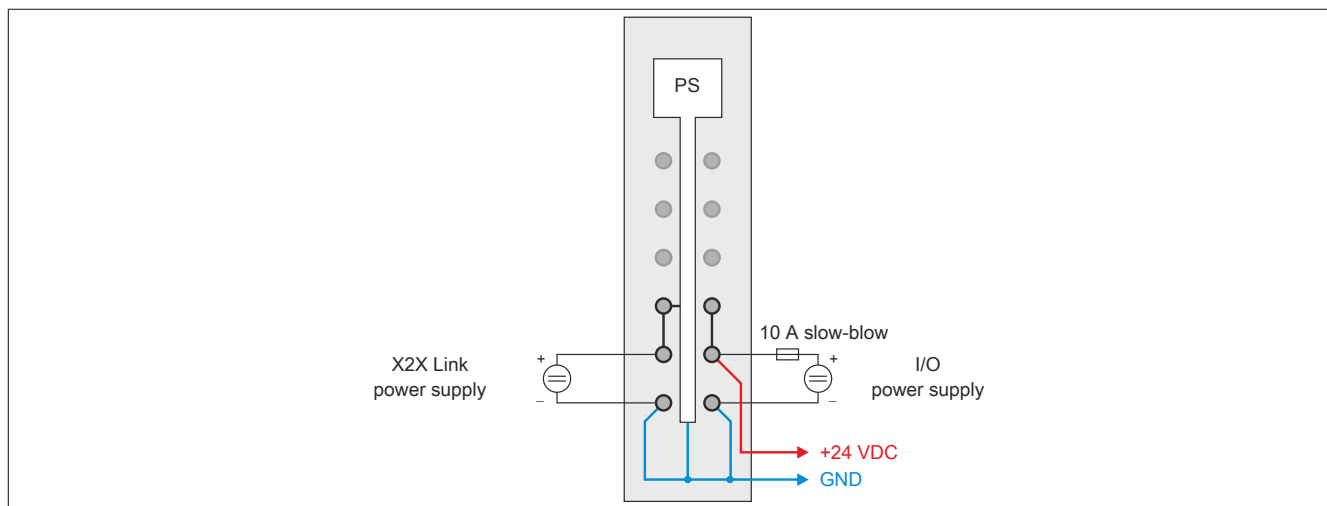 PS
10 A slow-blow
X2X Link
power supply
+
_
+
_
I/O
power supply
+24 VDC
GND